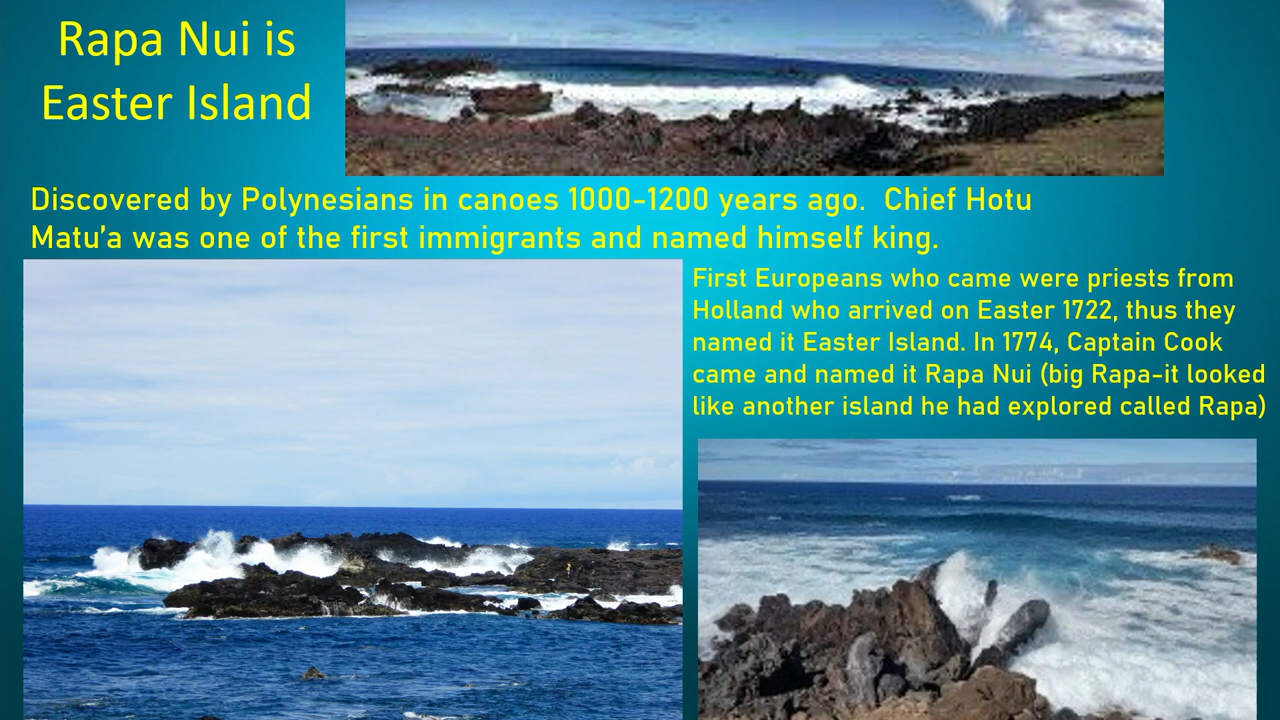 Rapa Nui is
Easter Island
Discovered by Polynesians in canoes 1000-1200 years ago.  Chief Hotu
Matu’a was one of the first immigrants and named himself king.
First Europeans who came were priests from
Holland who arrived on Easter 1722, thus they
named it Easter Island. In 1774, Captain Cook
came and named it Rapa Nui (big Rapa-it looked
like another island he had explored called Rapa)